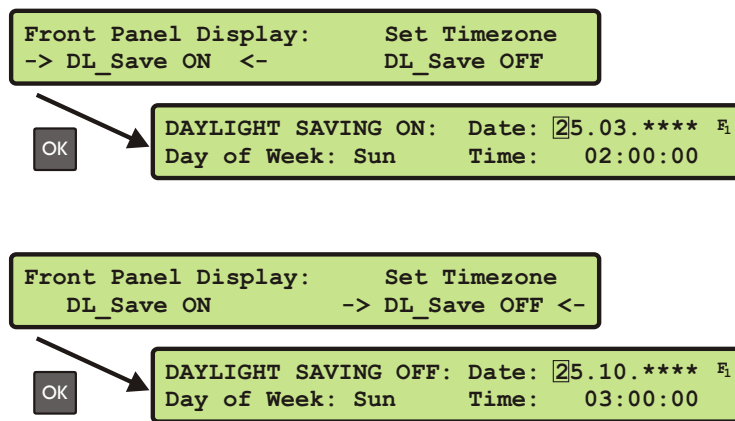 Front Panel Display: Set Timezone
-> DL_Save ON <- DL_Save OFF
OK
DAYLIGHT SAVING ON: Date: 25.03.**** F1
Day of Week: Sun Time: 02:00:00
Front Panel Display: Set Timezone
DL_Save ON -> DL_Save OFF <-
OK
DAYLIGHT SAVING OFF: Date: 25.10.**** F1
Day of Week: Sun Time: 03:00:00